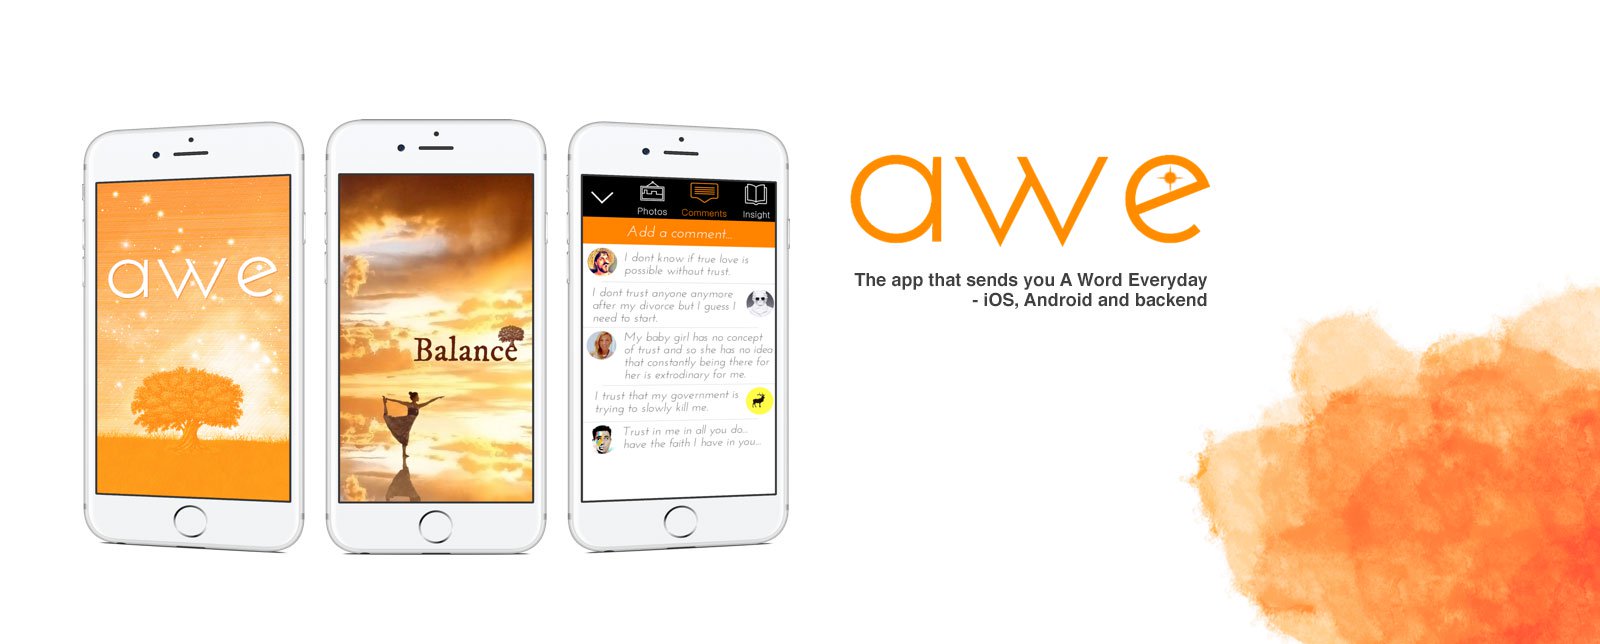 awe
Balance
Photos
Comments
Insight
Add a comment...
I dont know if true love is
possible without trust.
I dont trust anyone anymore
after my divorce but I guess I
need to start.
My baby girl has no concept
of trust and so she has no idea
that constantly being there for
her is extrodinary for me.
I trust that my government is
trying to slowly kill me.
Trust in me in all you do...
have the faith I have in you...
awe
The app that sends you A Word Everyday
- iOS, Android and backend